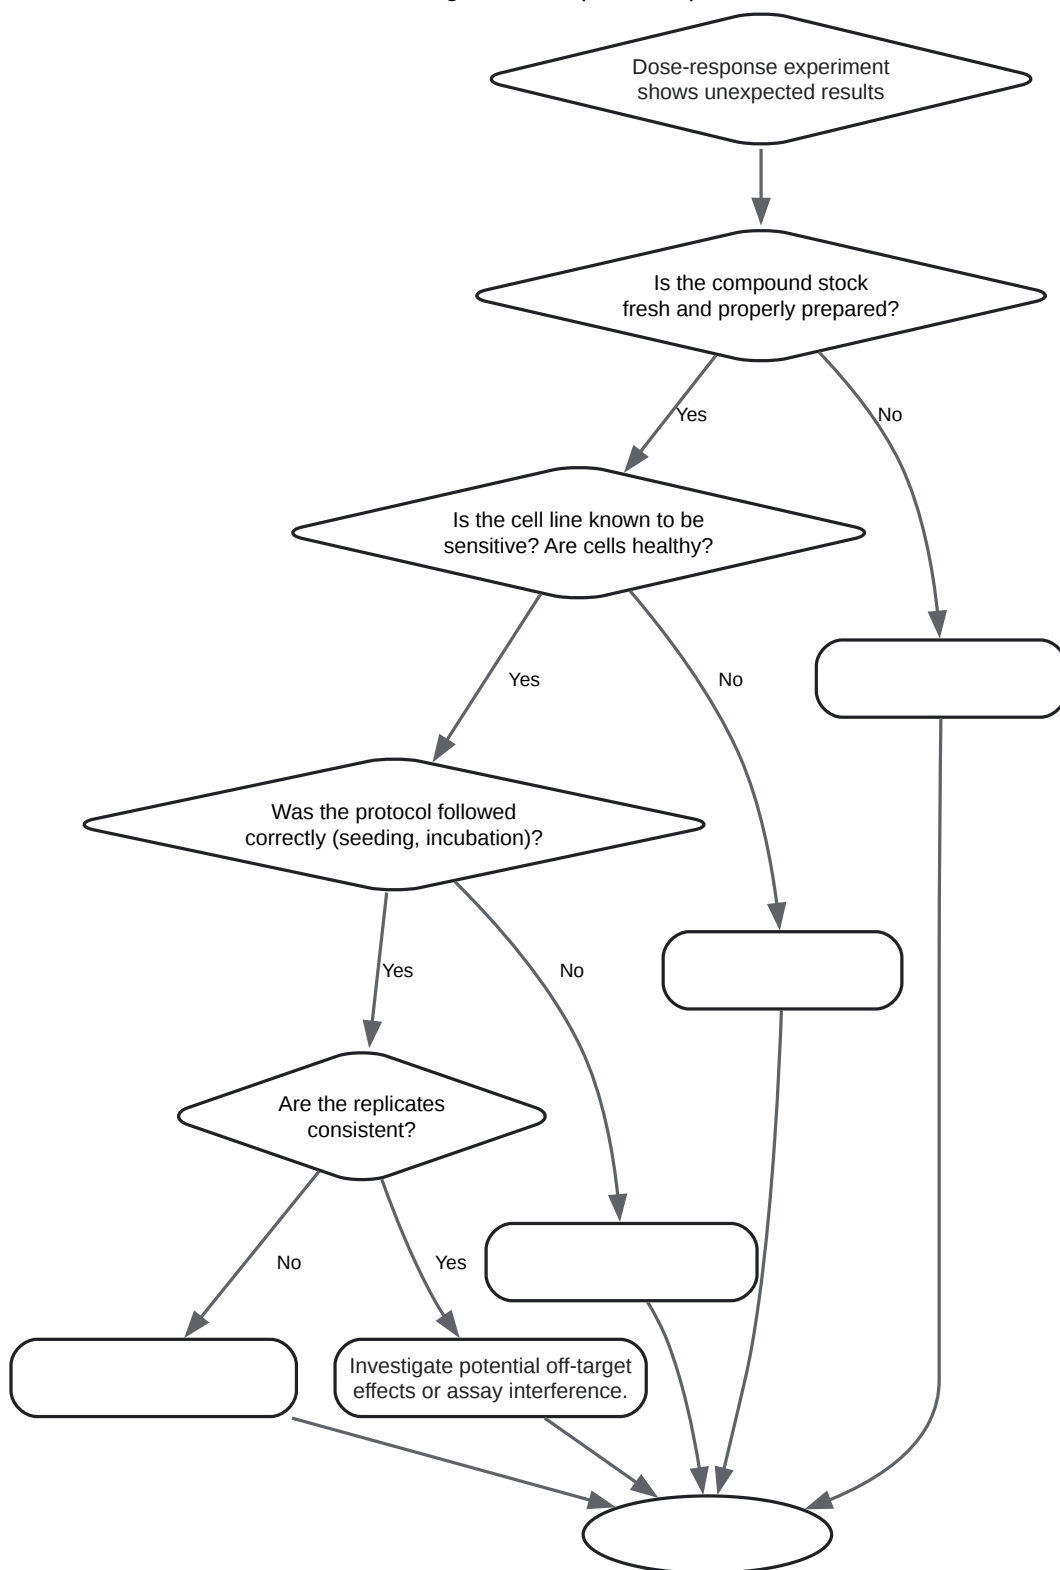 Dose-response experiment
shows unexpected results
Is the compound stock
fresh and properly prepared?
Yes
No
Is the cell line known to be
sensitive? Are cells healthy?
Yes
No
Was the protocol followed
correctly (seeding, incubation)?
Yes
No
Are the replicates
consistent?
No
Yes
Investigate potential off-target
effects or assay interference.